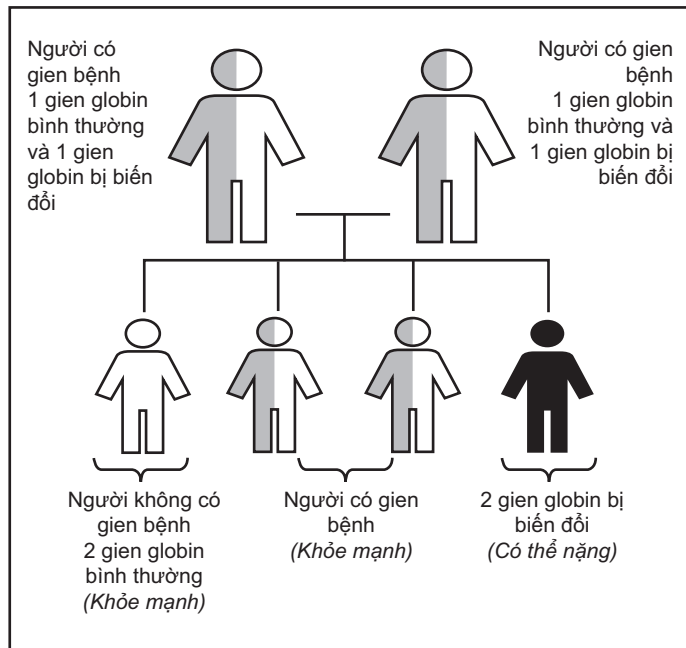 Người có
gien bệnh
1 gien globin
bình thường
và 1 gien
globin bị biến
đổi
Người có gien
bệnh
1 gien globin
bình thường và
1 gien globin bị
biến đổi
Người không có
gien bệnh
2 gien globin
bình thường
(Khỏe mạnh)
Người có gien
bệnh
(Khỏe mạnh)
2 gien globin bị
biến đổi
(Có thể nặng)